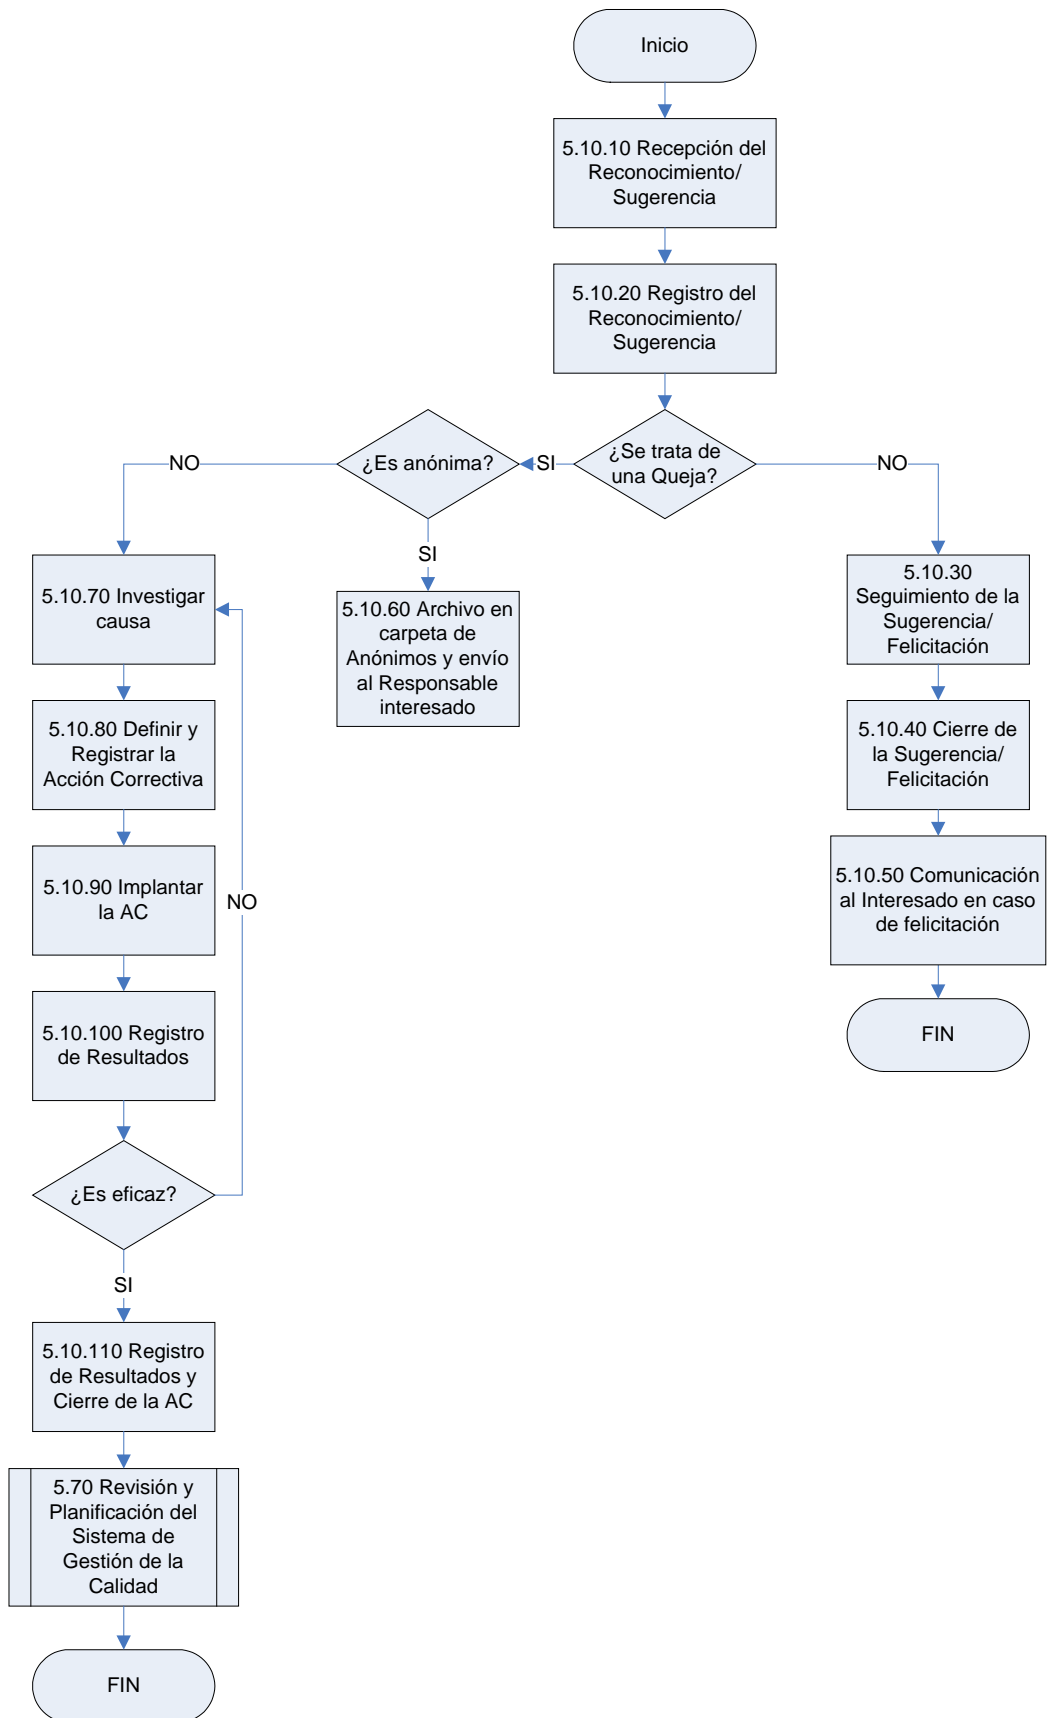 Inicio
5.10.10 Recepción del
Reconocimiento/
Sugerencia
5.10.20 Registro del
Reconocimiento/
Sugerencia
¿Se trata de
una Queja?
SI
¿Es anónima?
NO
NO
SI
5.10.70 Investigar
causa
5.10.60 Archivo en
carpeta de
Anónimos y envío
al Responsable
interesado
5.10.30
Seguimiento de la
Sugerencia/
Felicitación
5.10.80 Definir y
Registrar la
Acción Correctiva
5.10.40 Cierre de
la Sugerencia/
Felicitación
5.10.90 Implantar
la AC
NO
5.10.50 Comunicación
al Interesado en caso
de felicitación
5.10.100 Registro
de Resultados
FIN
¿Es eficaz?
SI
5.10.110 Registro
de Resultados y
Cierre de la AC
5.70 Revisión y
Planificación del
Sistema de
Gestión de la
Calidad
FIN